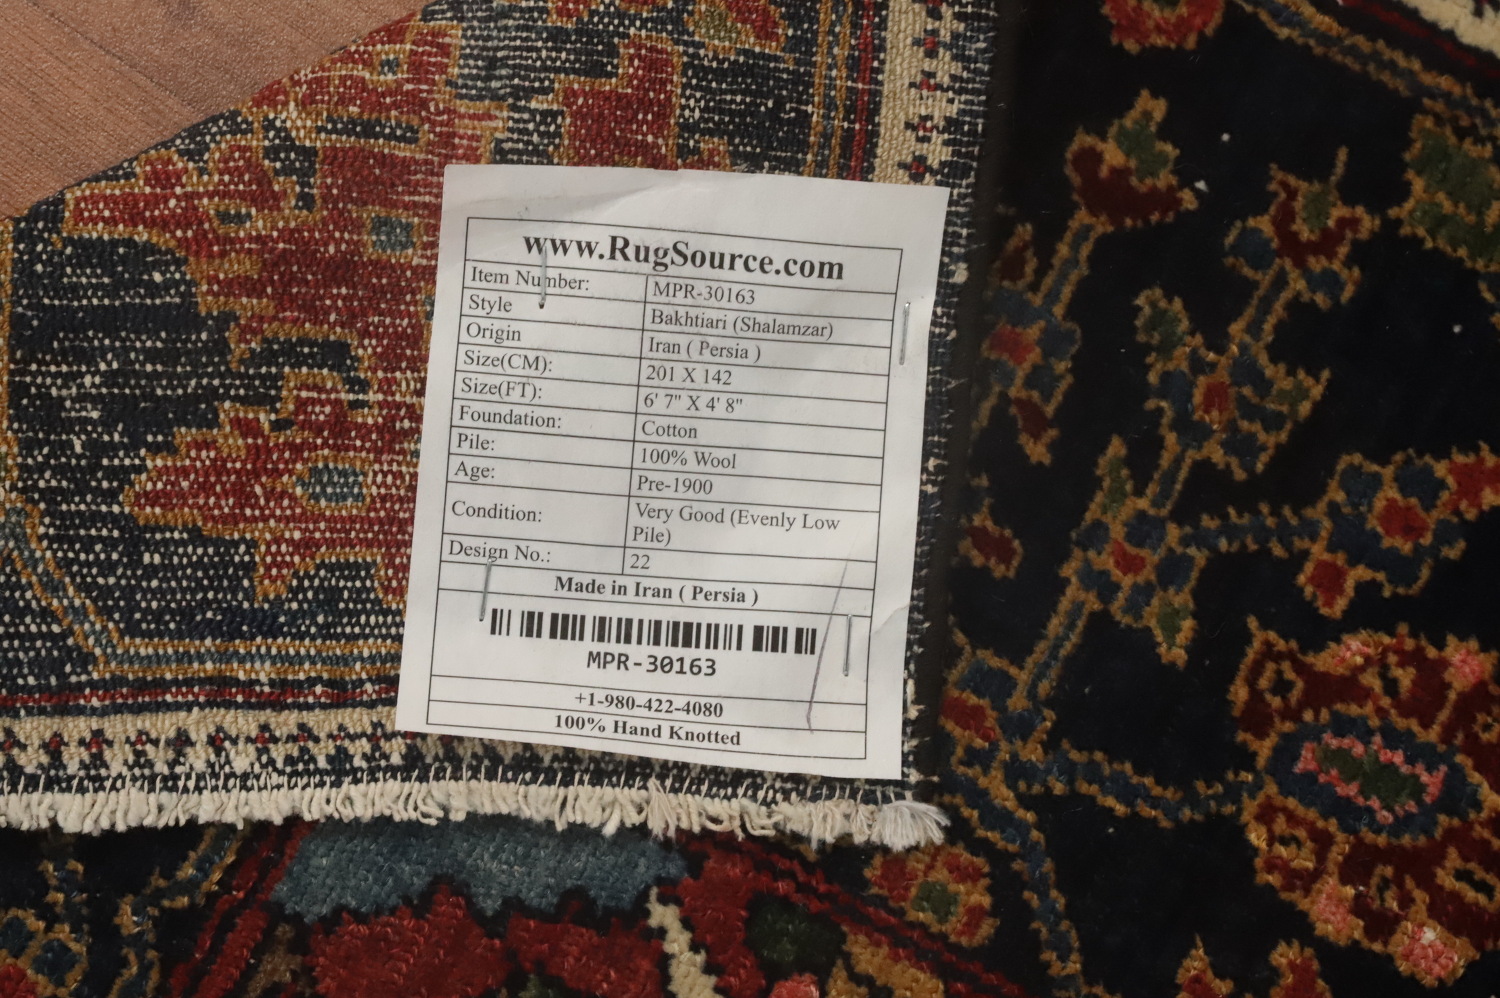 www.RugSource.com
Item Number: MPR-30163
Style Bakhtiari (Shalamzar)
Origin Iran ( Persia )
Size(CM): 201 X 142
Size(FT): 6' 7" X 4' 8"
Foundation: Cotton
Pile: 100% Wool
Age: Pre-1900
Condition: Very Good (Evenly Low
Pile)
Design No.: 22
Made in Iran ( Persia )
MPR-30163
+1-980-422-4080
100% Hand Knotted